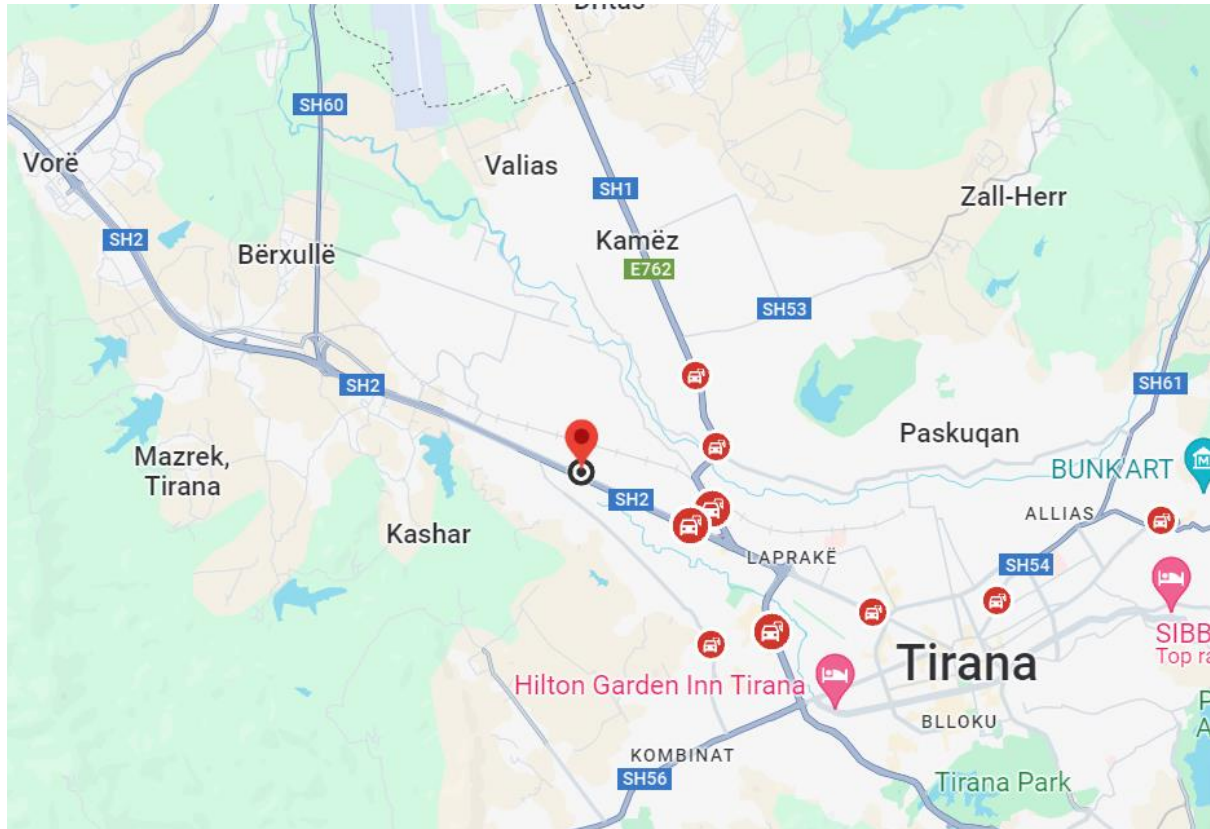 SH60
Vorë
Valias
SH1
Zall-Herr
SH2
Bërxullë
Kamëz
E762
SH53
SH2
SH61
Mazrek,
Tirana
Paskuqan
BUNK'ART
SH2
Kashar
ALLIAS
LAPRAKË
SH54
SIBB
Top ra
Tirana
Hilton Garden Inn Tirana
BLLOKU
KOMBINAT
SH56
Tirana Park